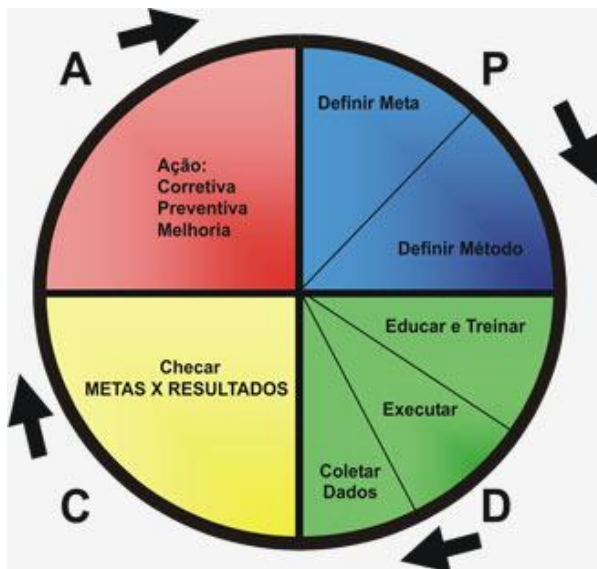 A
P
Definir Meta
Ação:
Corretiva
Preventiva
Melhoria
Definir Método
Educar e Treinar
Checar
METAS X RESULTADOS
Executar
Coletar
Dados
C
D